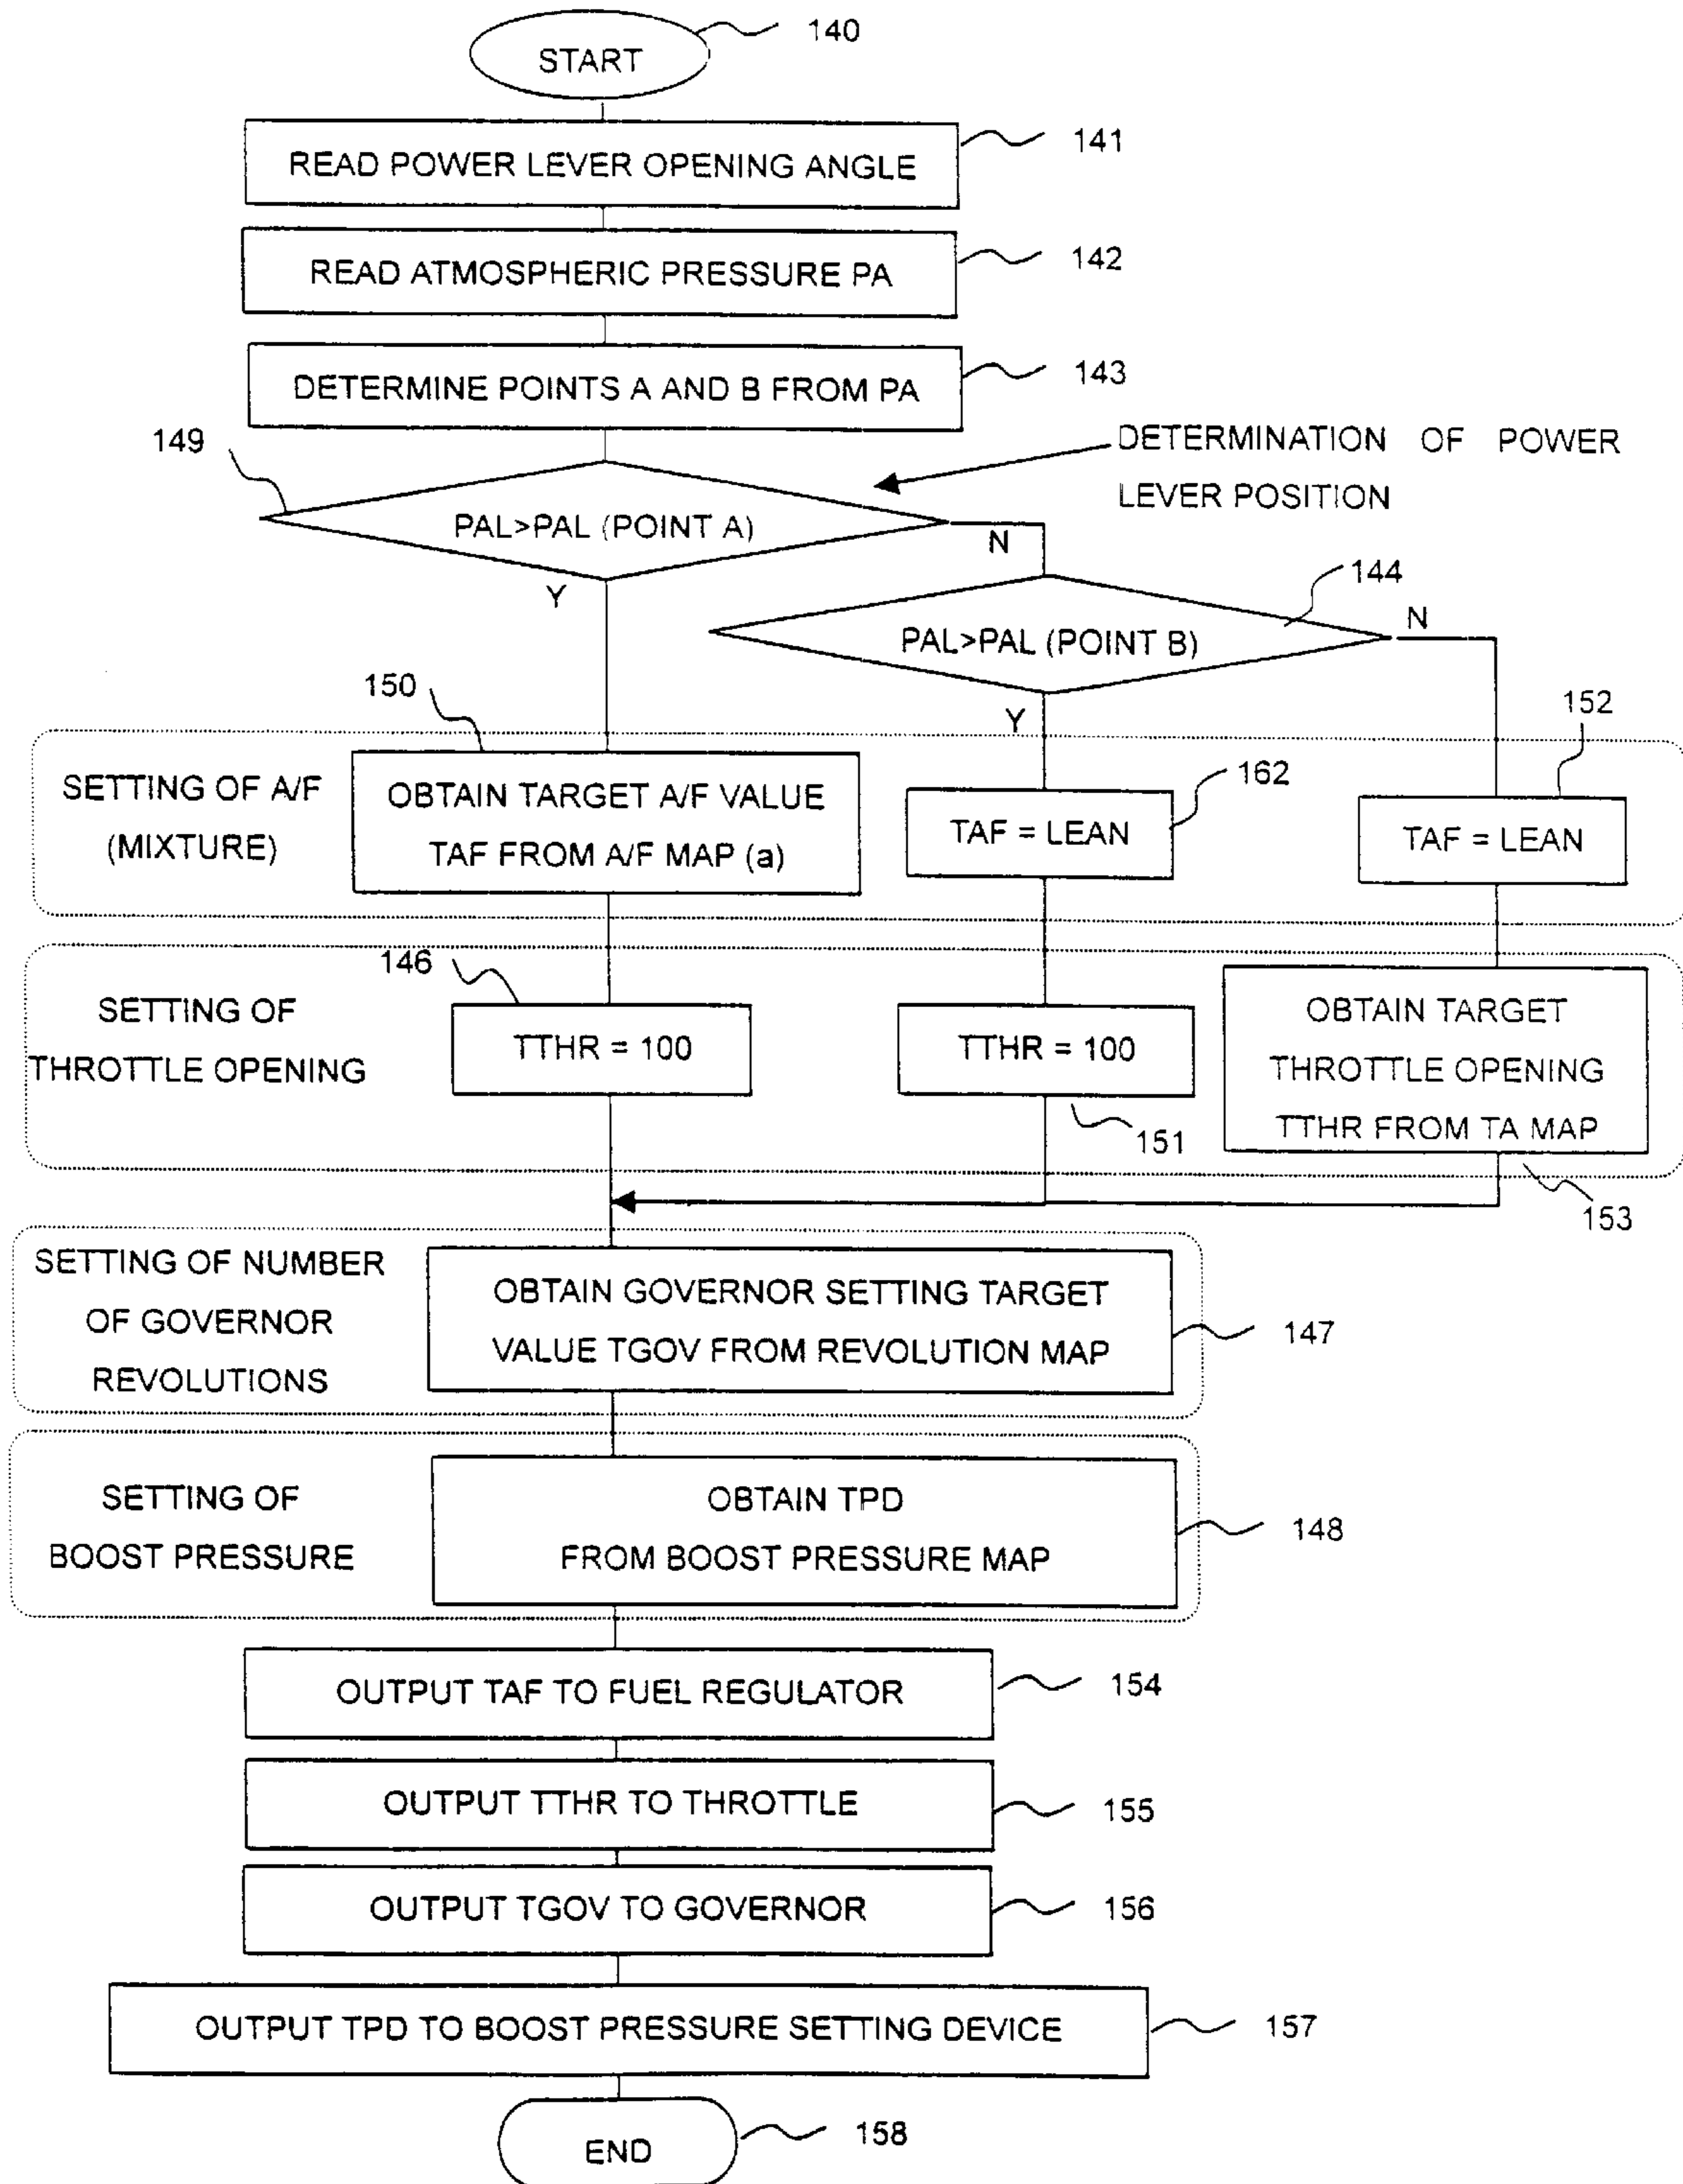 START
140
READ POWER LEVER OPENING ANGLE
141
READ ATMOSPHERIC PRESSURE PA
142
DETERMINE POINTS A AND B FROM PA
143
149
DETERMINATION OF POWER
LEVER POSITION
PAL>PAL (POINT A)
N
Y
144
PAL>PAL (POINT B)
N
Y
150
152
SETTING OF A/F
(MIXTURE)
OBTAIN TARGET A/F VALUE
TAF FROM A/F MAP (a)
162
TAF = LEAN
TAF = LEAN
146
SETTING OF
THROTTLE OPENING
TTHR = 100
TTHR = 100
151
OBTAIN TARGET
THROTTLE OPENING
TTHR FROM TA MAP
153
SETTING OF NUMBER
OF GOVERNOR
REVOLUTIONS
OBTAIN GOVERNOR SETTING TARGET
VALUE TGOV FROM REVOLUTION MAP
147
SETTING OF
BOOST PRESSURE
OBTAIN TPD
FROM BOOST PRESSURE MAP
148
OUTPUT TAF TO FUEL REGULATOR
154
OUTPUT TTHR TO THROTTLE
155
OUTPUT TGOV TO GOVERNOR
156
OUTPUT TPD TO BOOST PRESSURE SETTING DEVICE
157
END
158